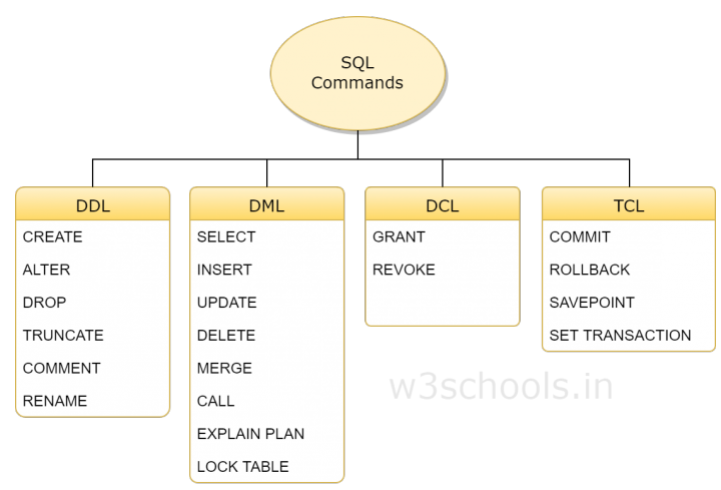 SQL
Commands
DDL
CREATE
ALTER
DROP
TRUNCATE
COMMENT
RENAME
DML
SELECT
INSERT
UPDATE
DELETE
MERGE
CALL
EXPLAIN PLAN
LOCK TABLE
DCL
GRANT
REVOKE
TCL
COMMIT
ROLLBACK
SAVEPOINT
SET TRANSACTION
w3schools.in